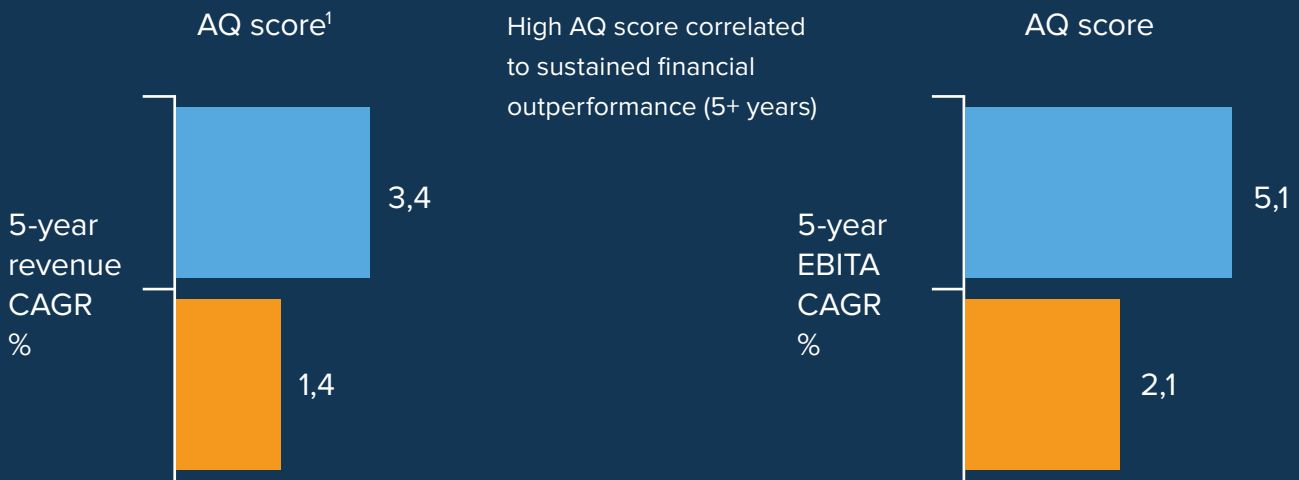 AQ score¹
High AQ score correlated
to sustained financial
outperformance (5+ years)
AQ score
5-year
revenue
CAGR
%
3,4
1,4
5-year
EBITA
CAGR
%
5,1
2,1